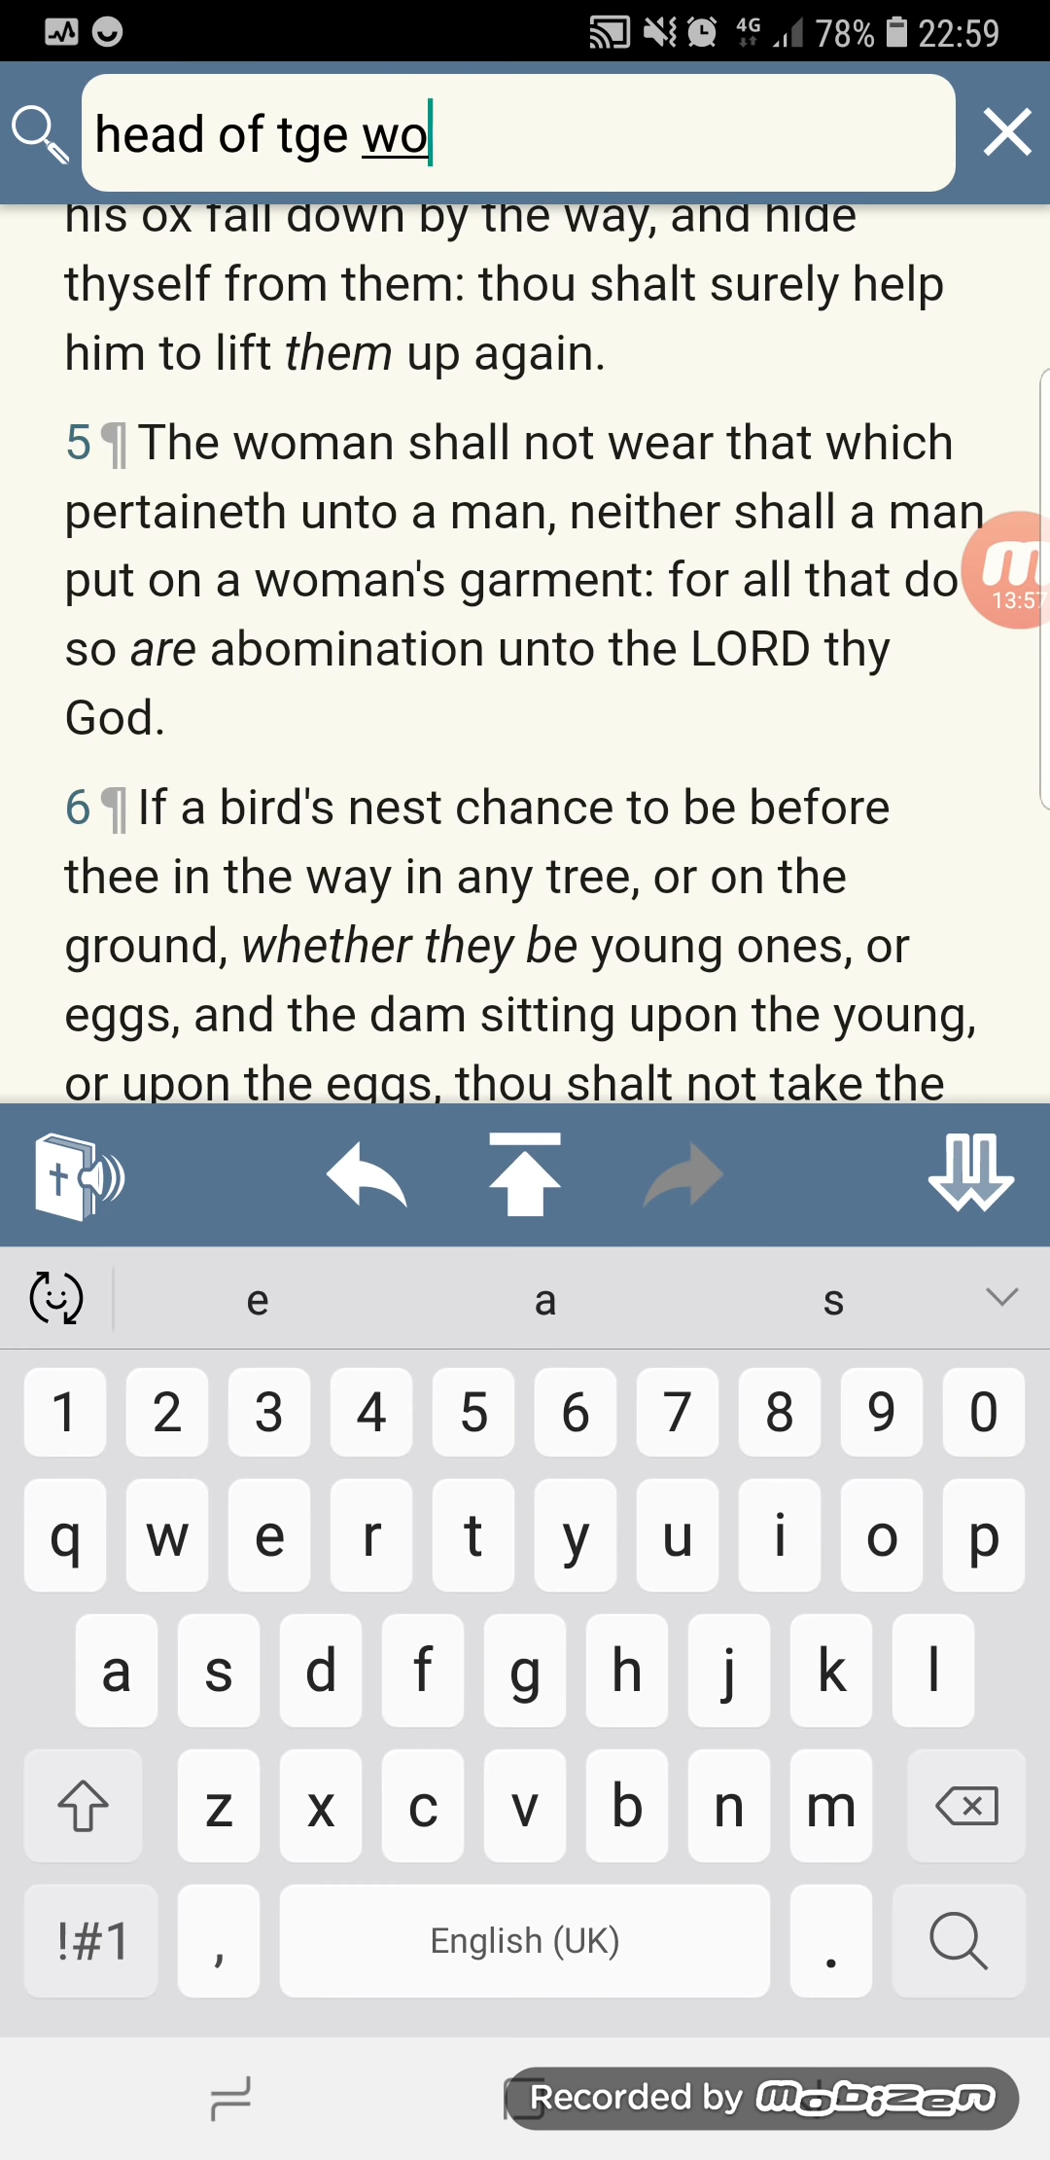 4G 78% 22:59
head of tge wo
his ox fall down by the way, and hide
thyself from them: thou shalt surely help
him to lift them up again.
5 ¶ The woman shall not wear that which
pertaineth unto a man, neither shall a man
put on a woman's garment: for all that do
so are abomination unto the LORD thy
God.
13:57
6 ¶ If a bird's nest chance to be before
thee in the way in any tree, or on the
ground, whether they be young ones, or
eggs, and the dam sitting upon the young,
or upon the eggs, thou shalt not take the
e a s
1 2 3 4 5 6 7 8 9 0
q w e r t y u i o p
a s d f g h j k l
z x c v b n m
!#1 , English (UK) .
Recorded by mobizen